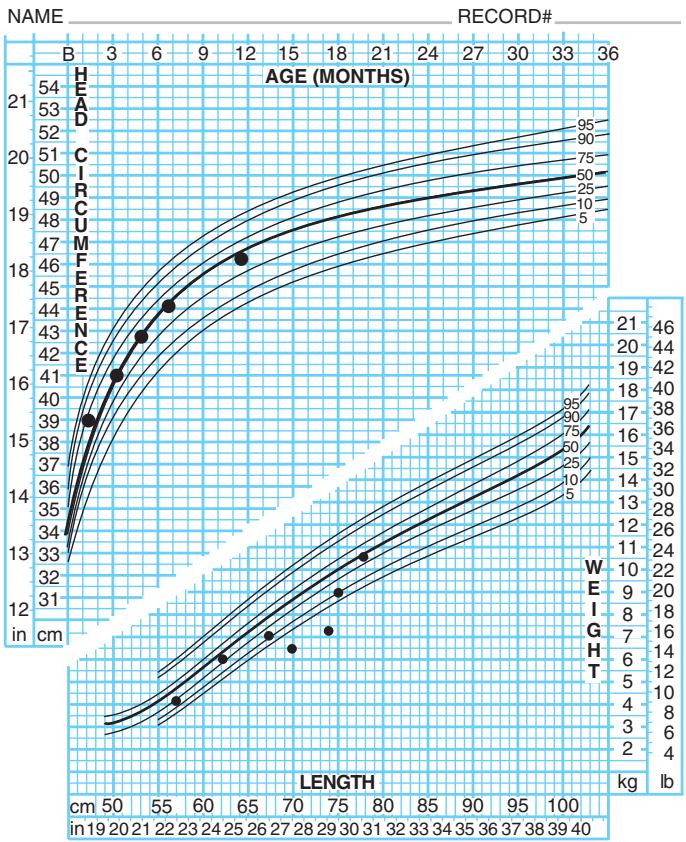 NAME RECORD#
B 3 6 9 12 15 18 21 24 27 30 33 36
AGE (MONTHS)
HEAD CIRCUMFERENCE
21 20 19 18 17 16 15 14 13 12 in
54 53 52 51 50 49 48 47 46 45 44 43 42 41 40 39 38 37 36 35 34 33 32 31 cm
95
90
75
50
25
10
5
95
90
75
50
25
10
5
WEIGHT
21 20 19 18 17 16 15 14 13 12 11 10 9 8 7 6 5 4 3 2 kg
46 44 42 40 38 36 34 32 30 28 26 24 22 20 18 16 14 12 10 8 6 4 lb
LENGTH
cm 50 55 60 65 70 75 80 85 90 95 100
in 19 20 21 22 23 24 25 26 27 28 29 30 31 32 33 34 35 36 37 38 39 40